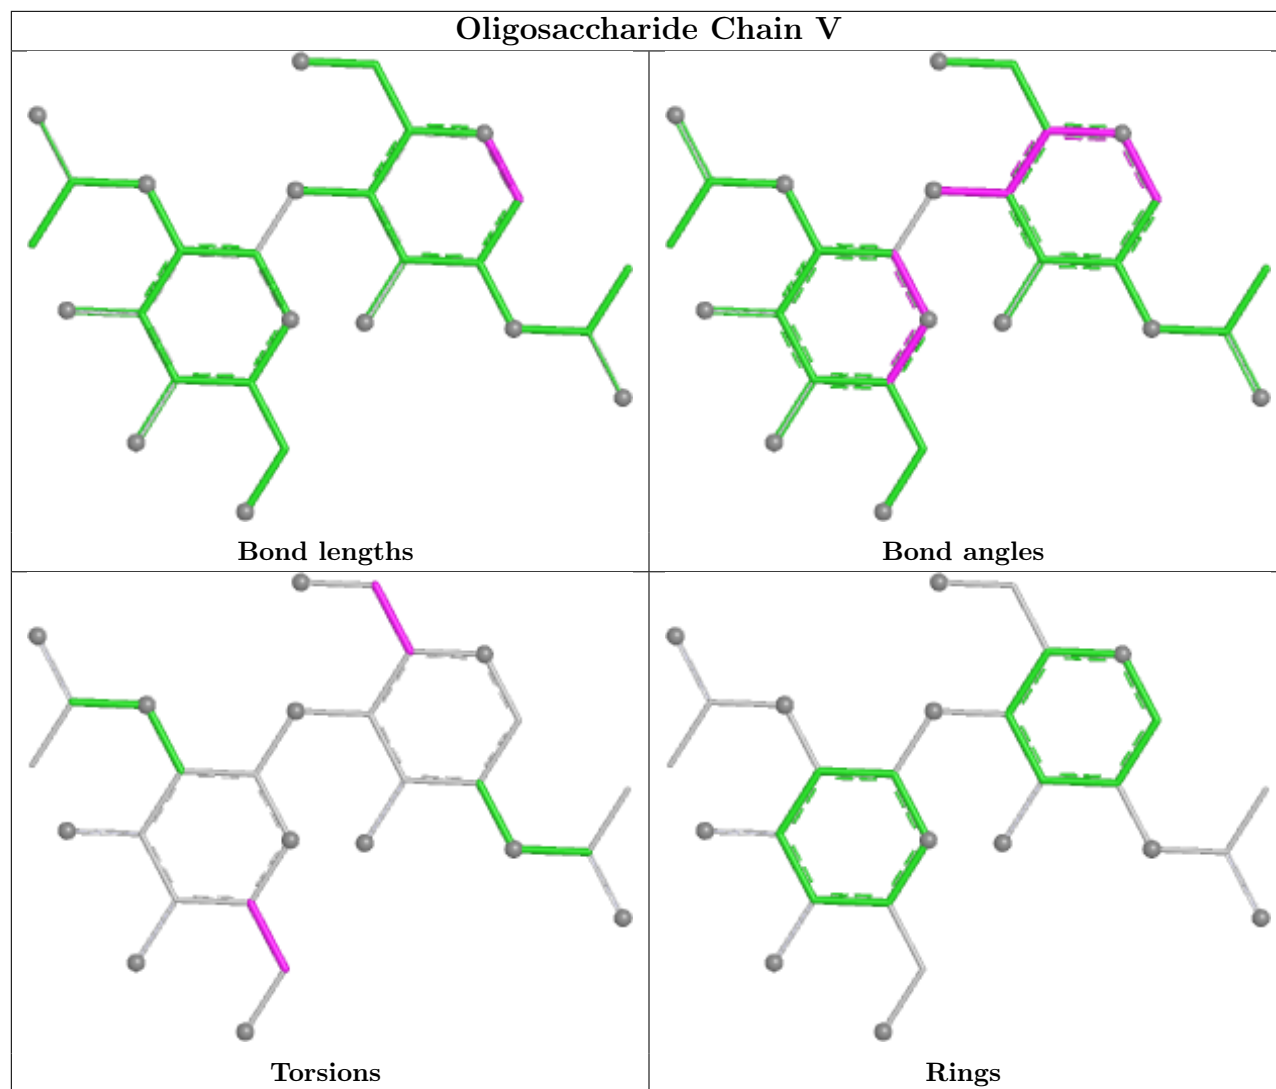 Oligosaccharide Chain V
Bond lengths
Bond angles
Torsions
Rings